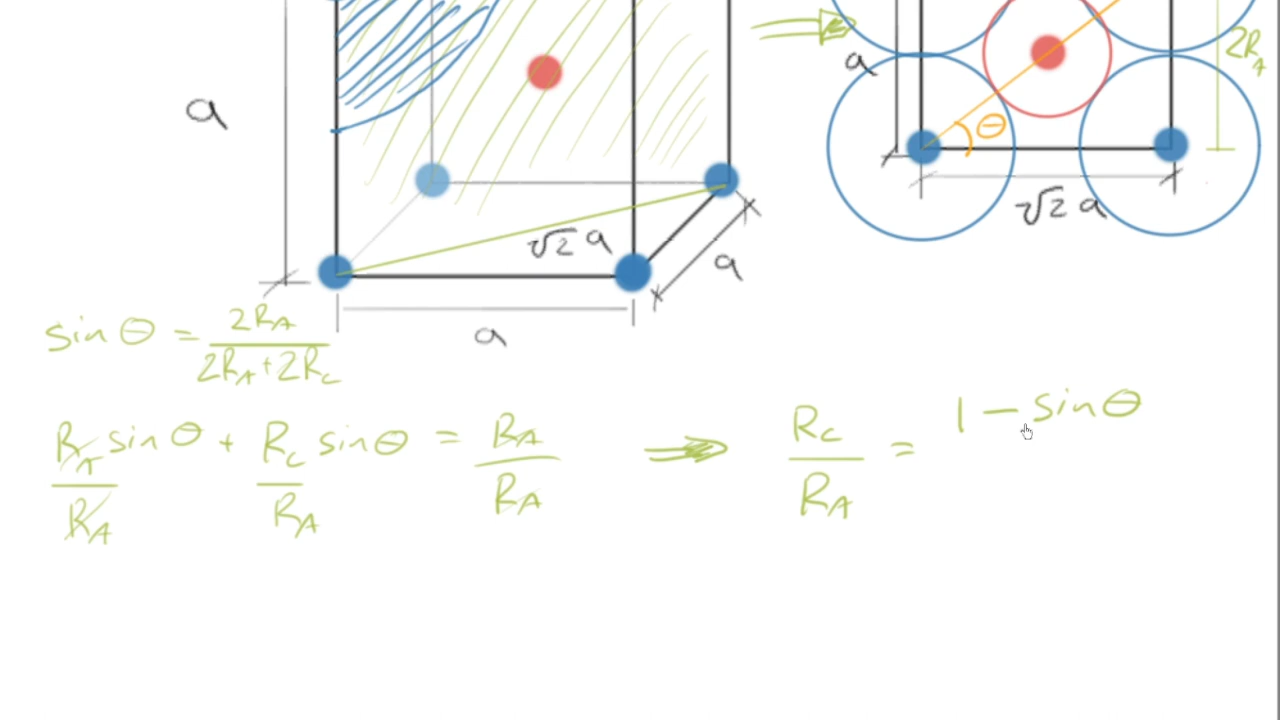 a
a
2R_A
θ
√2 a
√2 a
a
a
sin θ = 2R_A / (2R_A + 2R_C)
R_A/R_A sin θ + R_C/R_A sin θ = R_A/R_A ⇒ R_C/R_A = 1 − sin θ